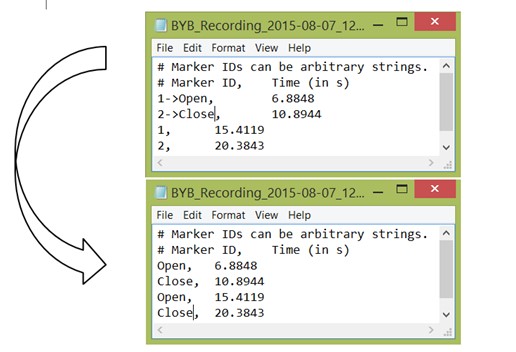 BYB_Recording_2015-08-07_12...
File Edit Format View Help
# Marker IDs can be arbitrary strings.
# Marker ID, Time (in s)
1->Open, 6.8848
2->Close, 10.8944
1, 15.4119
2, 20.3843
BYB_Recording_2015-08-07_12...
File Edit Format View Help
# Marker IDs can be arbitrary strings.
# Marker ID, Time (in s)
Open, 6.8848
Close, 10.8944
Open, 15.4119
Close, 20.3843